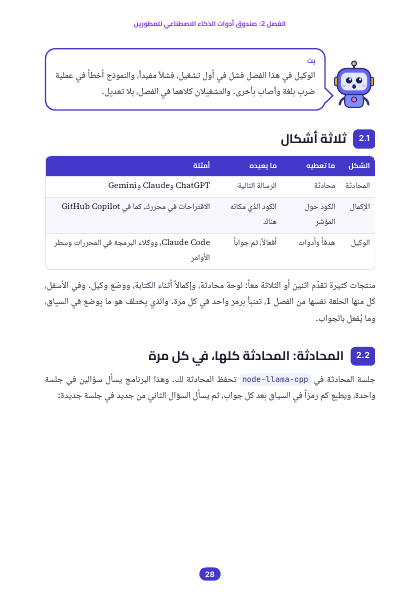 الفصل 2: صندوق أدوات الذكاء الاصطناعي للمطورين
بت
الوكيل في هذا الفصل فشل في أول تشغيل، فشلاً مفيداً، والنموذج أخطأ في عملية
ضرب بلغة وأصاب بأخرى. والتشغيلان كلاهما في الفصل، بلا تعديل.
2.1 ثلاثة أشكال
الشكل ما تعطيه ما يعيده أمثلة
المحادثة محادثة الرسالة التالية ChatGPT وClaude وGemini
الإكمال الكود حول المؤشر الكود الذي مكانه هناك الاقتراحات في محررك، كما في GitHub Copilot
الوكيل هدفاً وأدوات أفعالاً، ثم جواباً Claude Code، ووكلاء البرمجة في المحررات وسطر الأوامر
منتجات كثيرة تقدّم اثنين أو الثلاثة معاً: لوحة محادثة، وإكمالاً أثناء الكتابة، ووضع وكيل. وفي الأسفل،
كل منها الحلقة نفسها من الفصل 1، تتنبأ برمز واحد في كل مرة. والذي يختلف هو ما يوضع في السياق،
وما يُفعل بالجواب.
2.2 المحادثة: المحادثة كلها، في كل مرة
جلسة المحادثة في node-llama-cpp تحفظ المحادثة لك. وهذا البرنامج يسأل سؤالين في جلسة
واحدة، ويطبع كم رمزاً في السياق بعد كل جواب، ثم يسأل السؤال الثاني من جديد في جلسة جديدة:
28